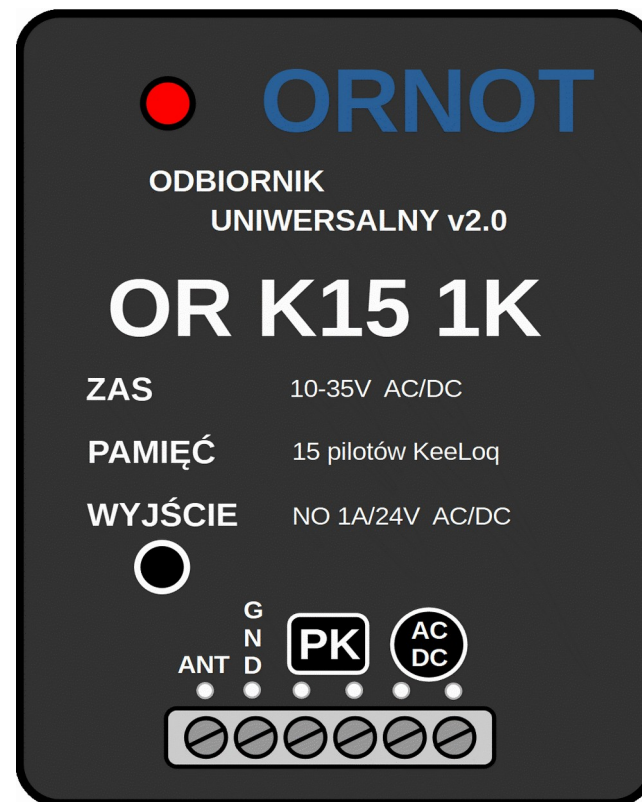 ORNOT
ODBIORNIK
UNIWERSALNY v2.0
OR K15 1K
ZAS 10-35V AC/DC
PAMIĘĆ 15 pilotów KeeLoq
WYJŚCIE NO 1A/24V AC/DC
ANT GND PK AC DC